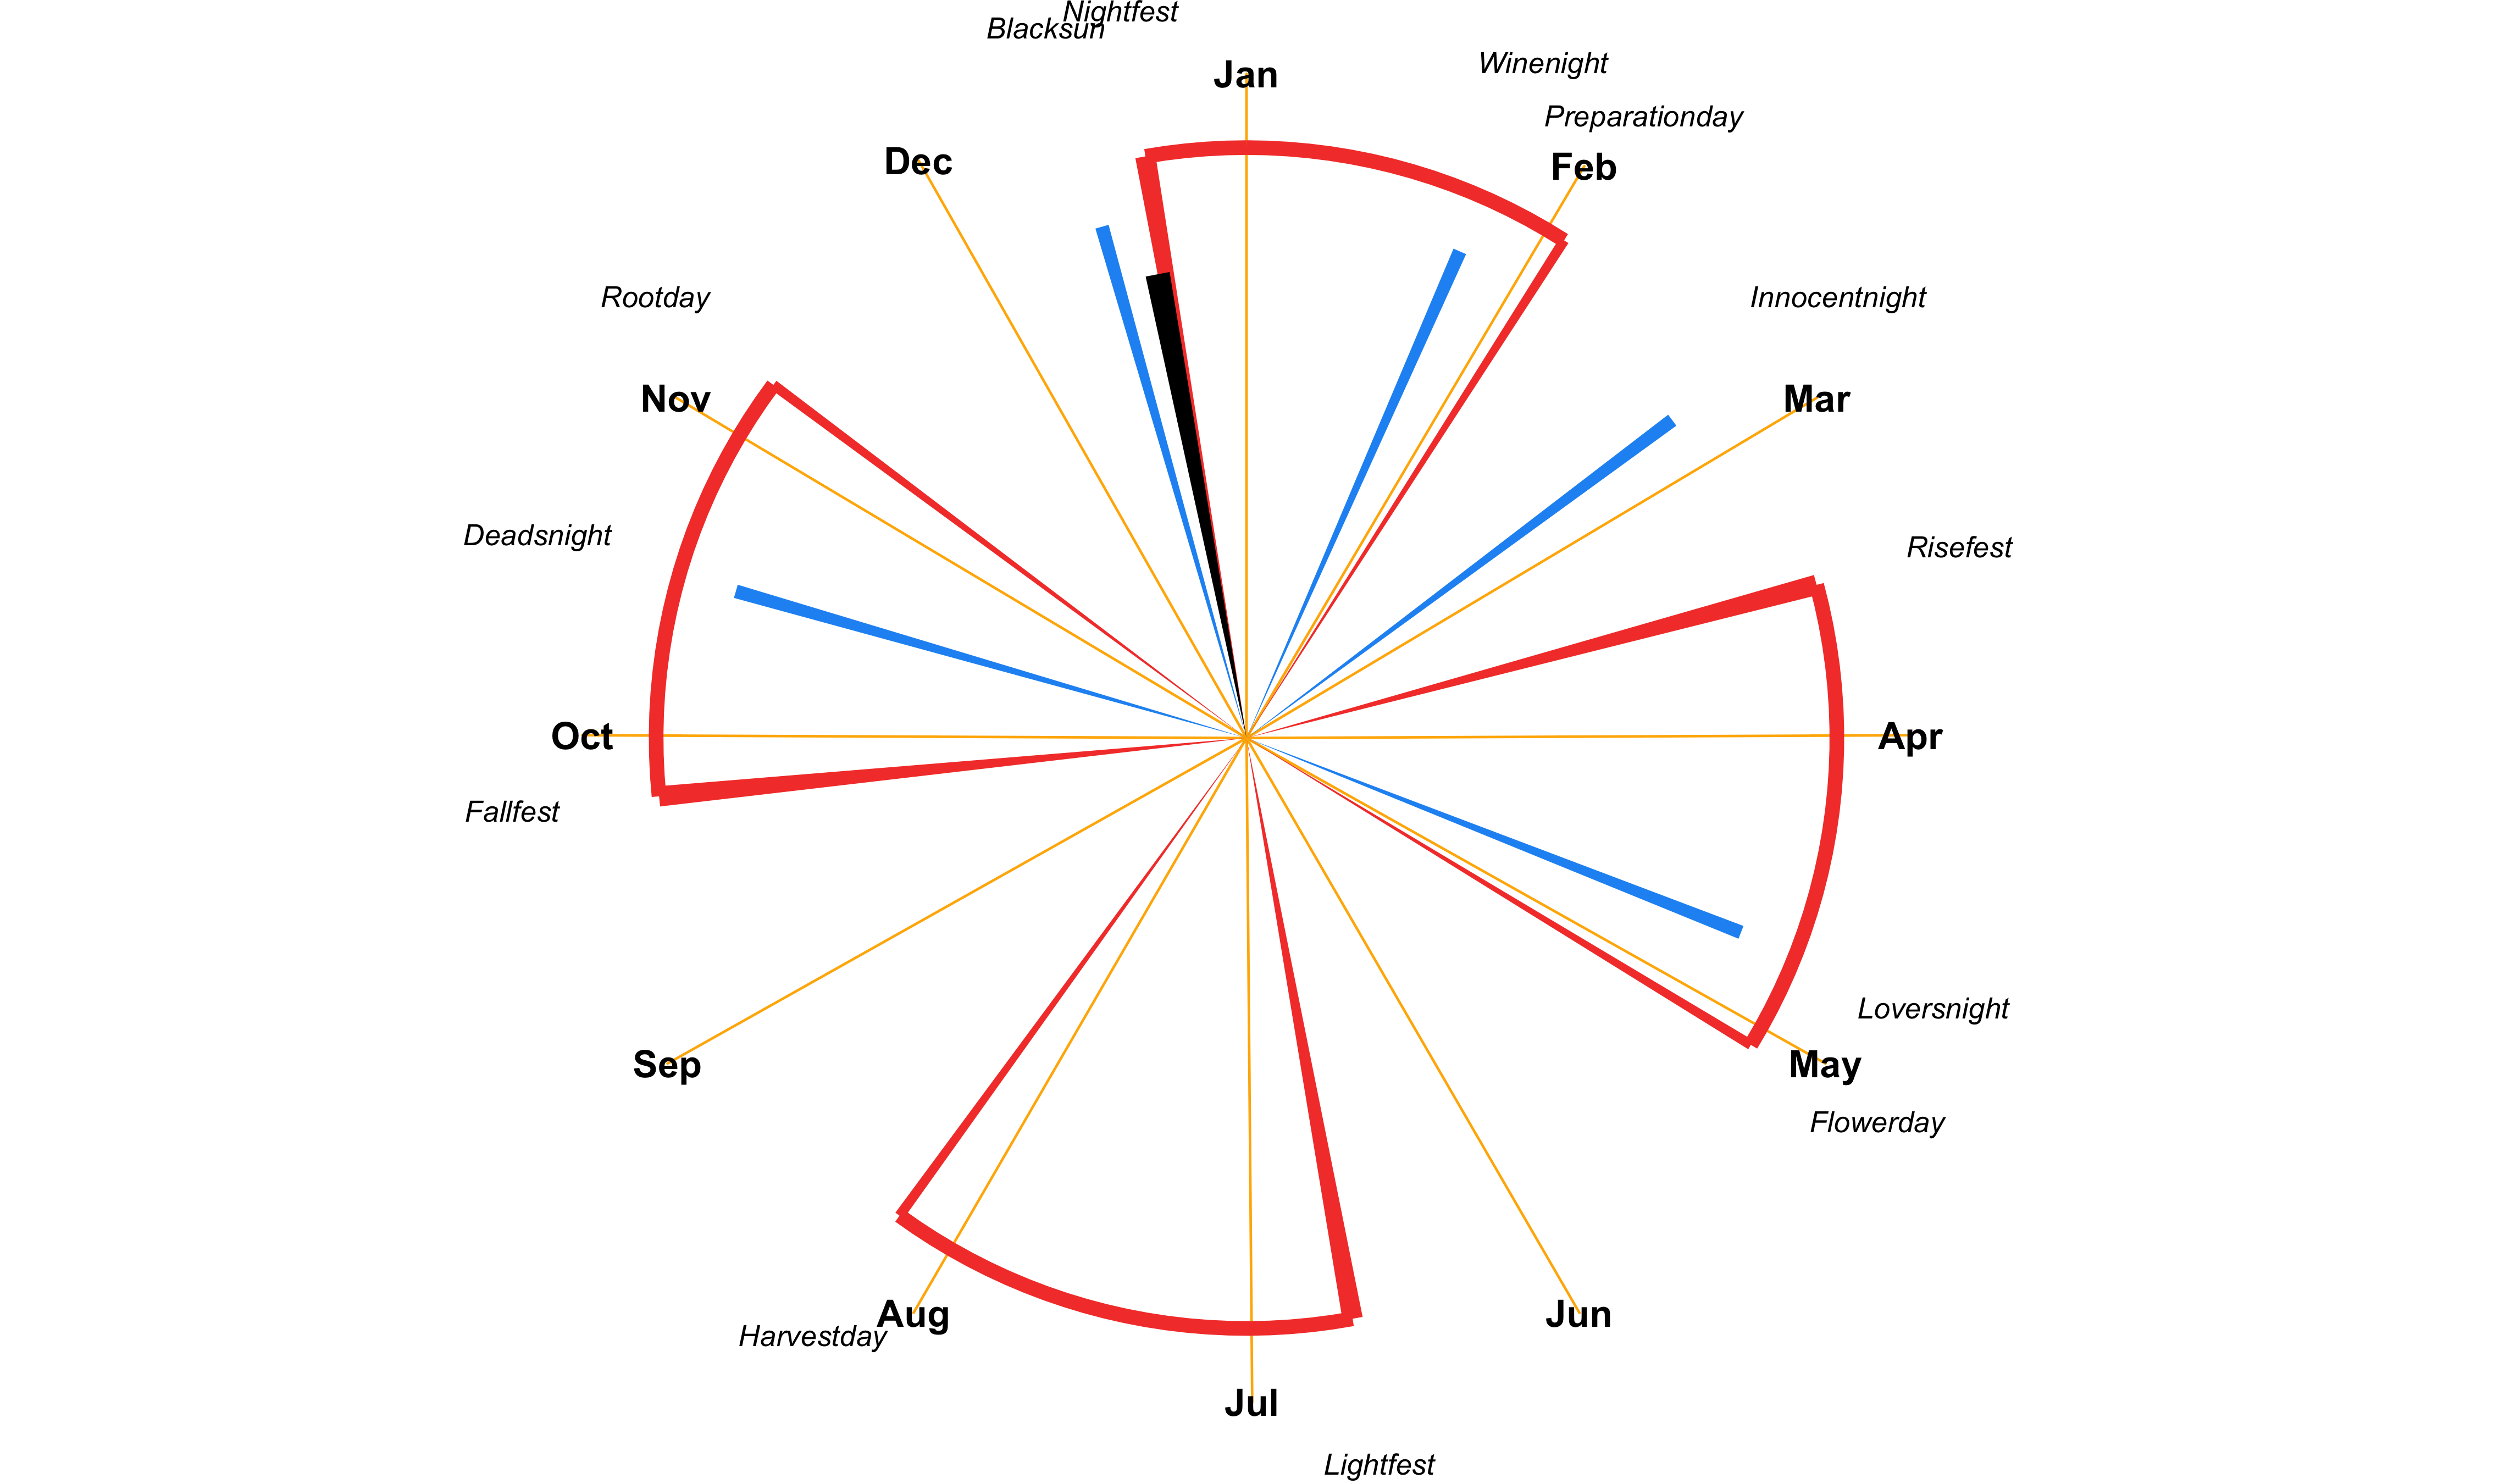 Nightfest
Blacksun
Winenight
Jan
Preparationday
Dec
Feb
Rootday
Innocentnight
Nov
Mar
Deadsnight
Risefest
Oct
Apr
Fallfest
Loversnight
Sep
May
Flowerday
Aug
Jun
Harvestday
Jul
Lightfest